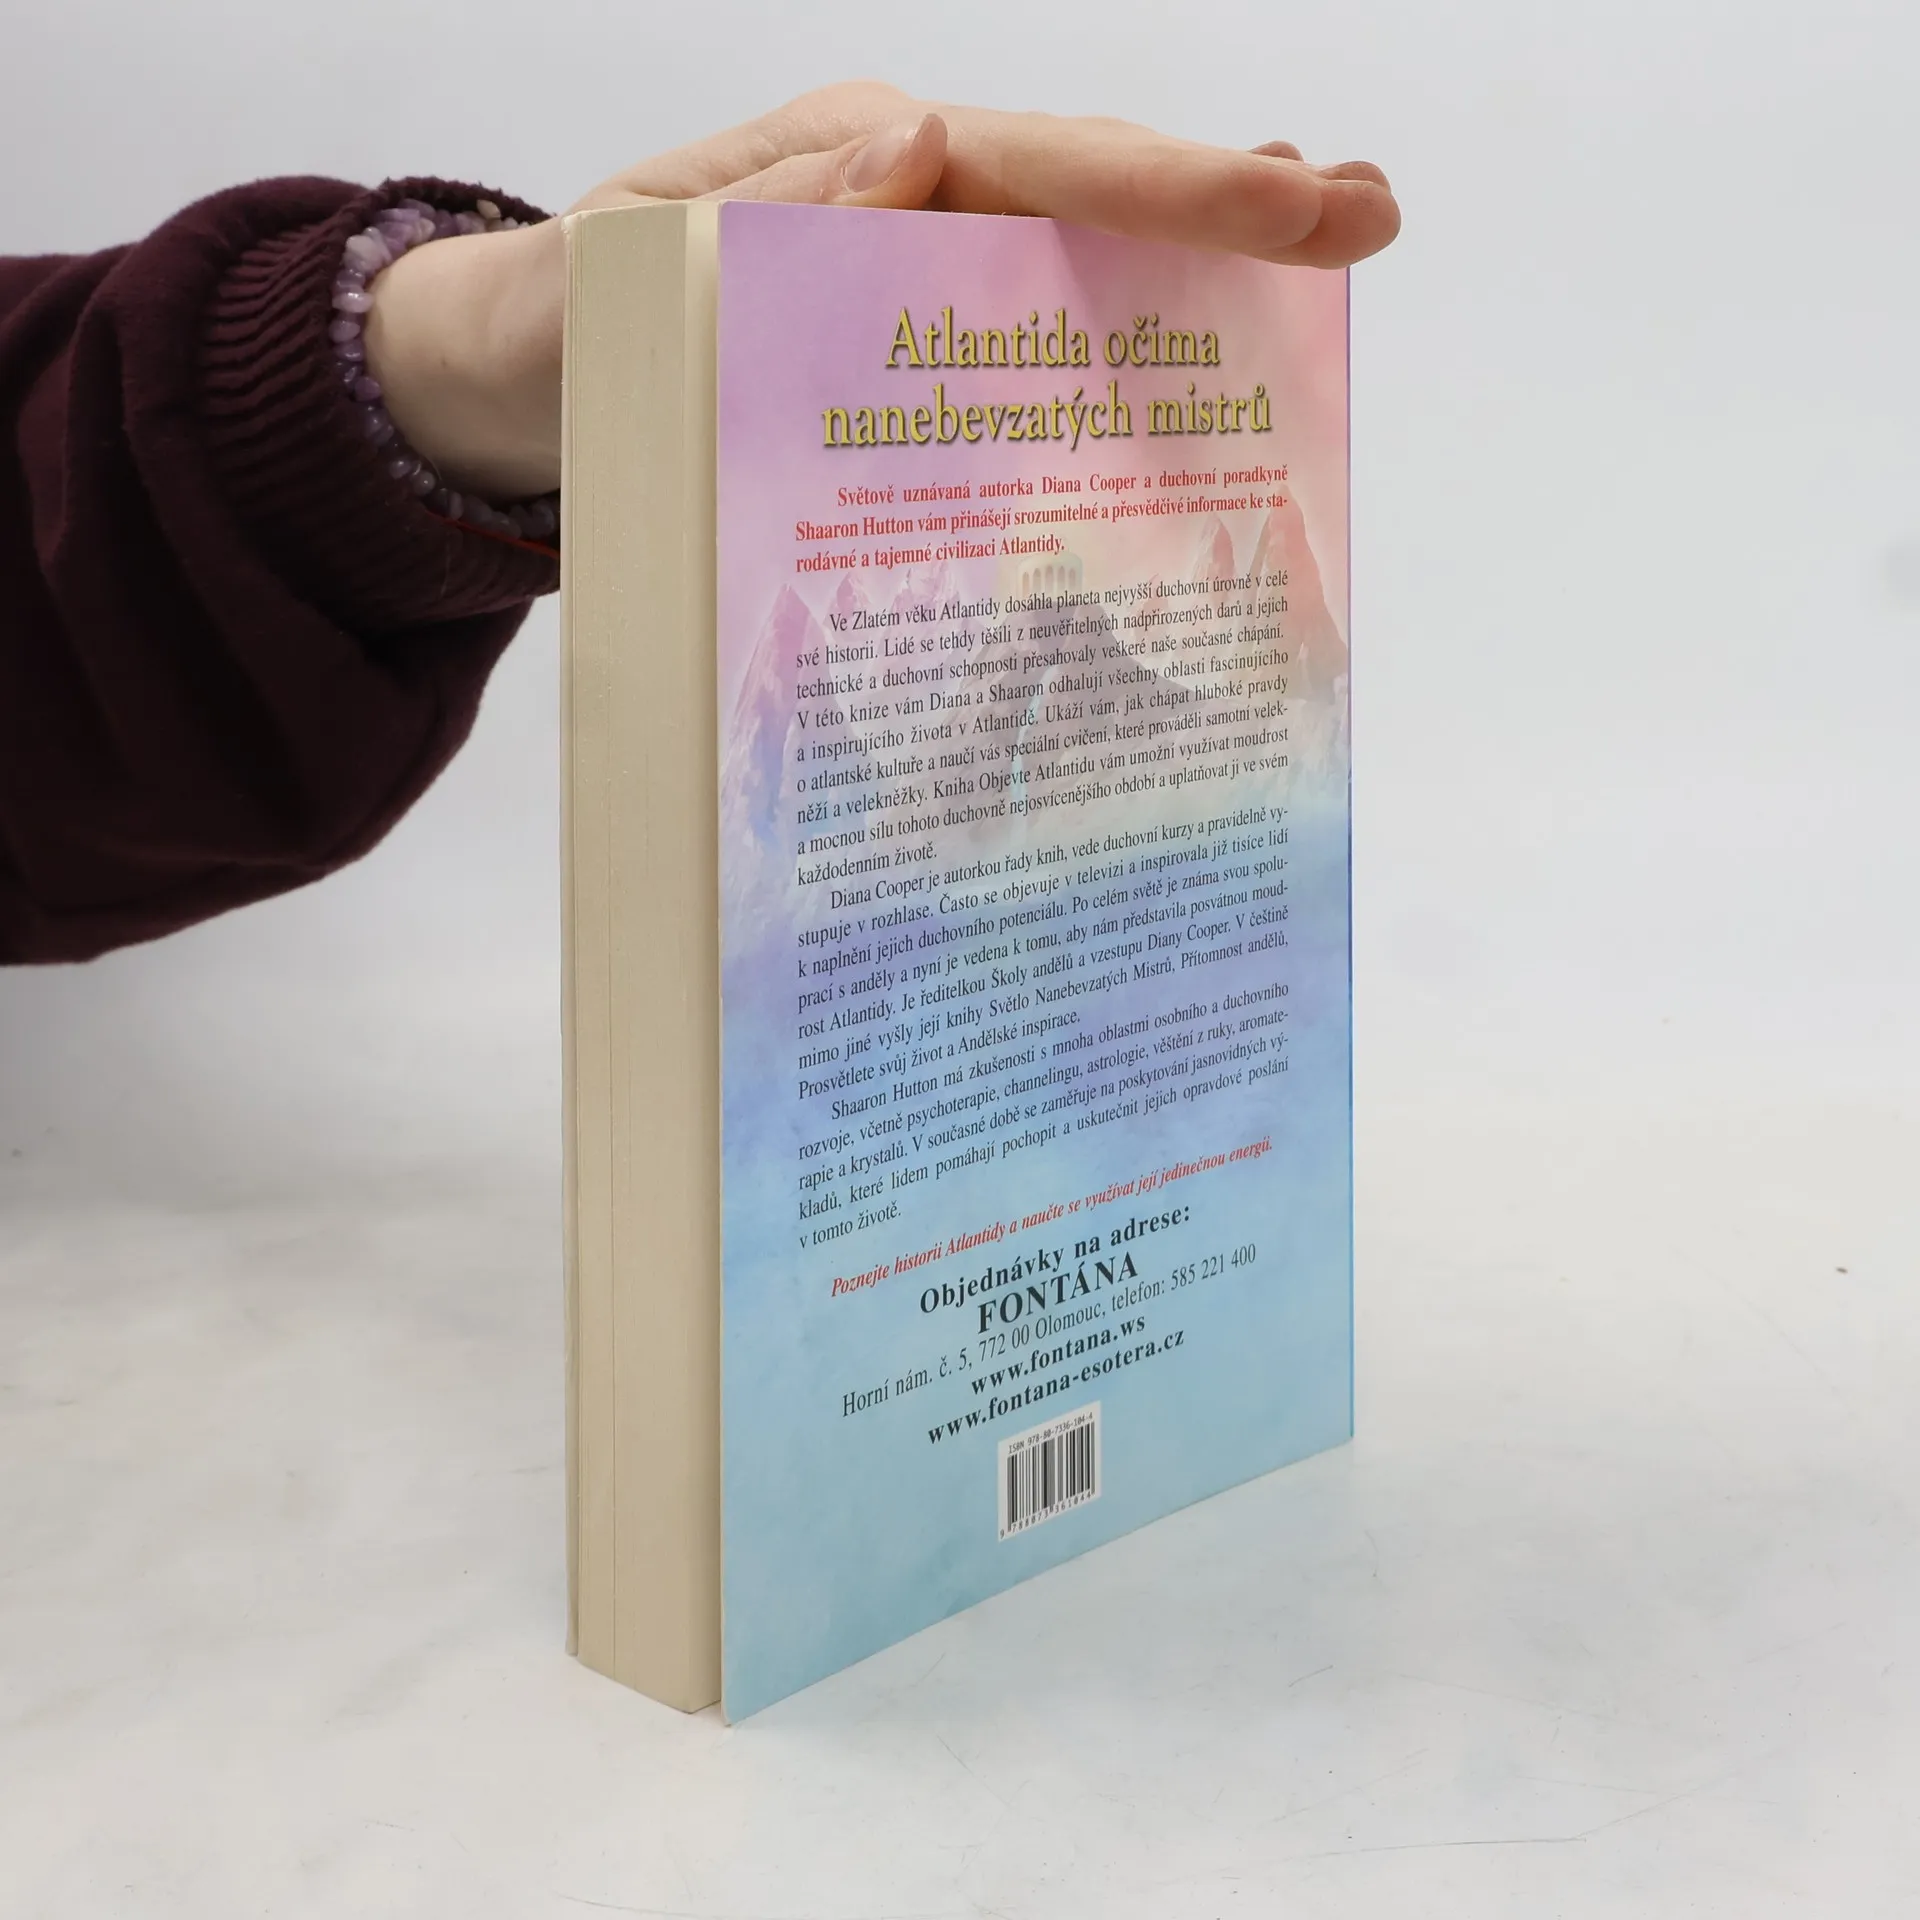 Atlantida očima
nanebevzatých mistrů
Světově uznávaná autorka Diana Cooper a duchovní poradkyně
Shaaron Hutton vám přinášejí srozumitelné a přesvědčivé informace ke sta-
rodávné a tajemné civilizaci Atlantidy.
Ve Zlatém věku Atlantidy dosáhla planeta nejvyšší duchovní úrovně v celé
své historii. Lidé se tehdy těšili z neuvěřitelných nadpřirozených darů a jejich
technické a duchovní schopnosti přesahovaly veškeré naše současné chápání.
V této knize vám Diana a Shaaron odhalují všechny oblasti fascinujícího
a inspirujícího života v Atlantidě. Ukáží vám, jak chápat hluboké pravdy
o atlantské kultuře a naučí vás speciální cvičení, které prováděli samotní velek-
něží a velekněžky. Kniha Objevte Atlantidu vám umožní využívat moudrost
a mocnou sílu tohoto duchovně nejosvícenějšího období a uplatňovat ji ve svém
každodenním životě.
Diana Cooper je autorkou řady knih, vede duchovní kurzy a pravidelně vy-
stupuje v rozhlase. Často se objevuje v televizi a inspirovala již tisíce lidí
k naplnění jejich duchovního potenciálu. Po celém světě je známa svou spolu-
prací s anděly a nyní je vedena k tomu, aby nám představila posvátnou moud-
rost Atlantidy. Je ředitelkou Školy andělů a vzestupu Diany Cooper. V češtině
mimo jiné vyšly její knihy Světlo Nanebevzatých Mistrů, Přítomnost andělů,
Prosvětlete svůj život a Andělské inspirace.
Shaaron Hutton má zkušenosti s mnoha oblastmi osobního a duchovního
rozvoje, včetně psychoterapie, channelingu, astrologie, věštění z ruky, aromate-
rapie a krystalů. V současné době se zaměřuje na poskytování jasnovidných vý-
kladů, které lidem pomáhají pochopit a uskutečnit jejich opravdové poslání
v tomto životě.
Poznejte historii Atlantidy a naučte se využívat její jedinečnou energii.
Objednávky na adrese:
FONTÁNA
Horní nám. č. 5, 772 00 Olomouc, telefon: 585 221 400
www.fontana.ws
www.fontana-esotera.cz
ISBN 978-80-7336-104-4
9 788073 361044